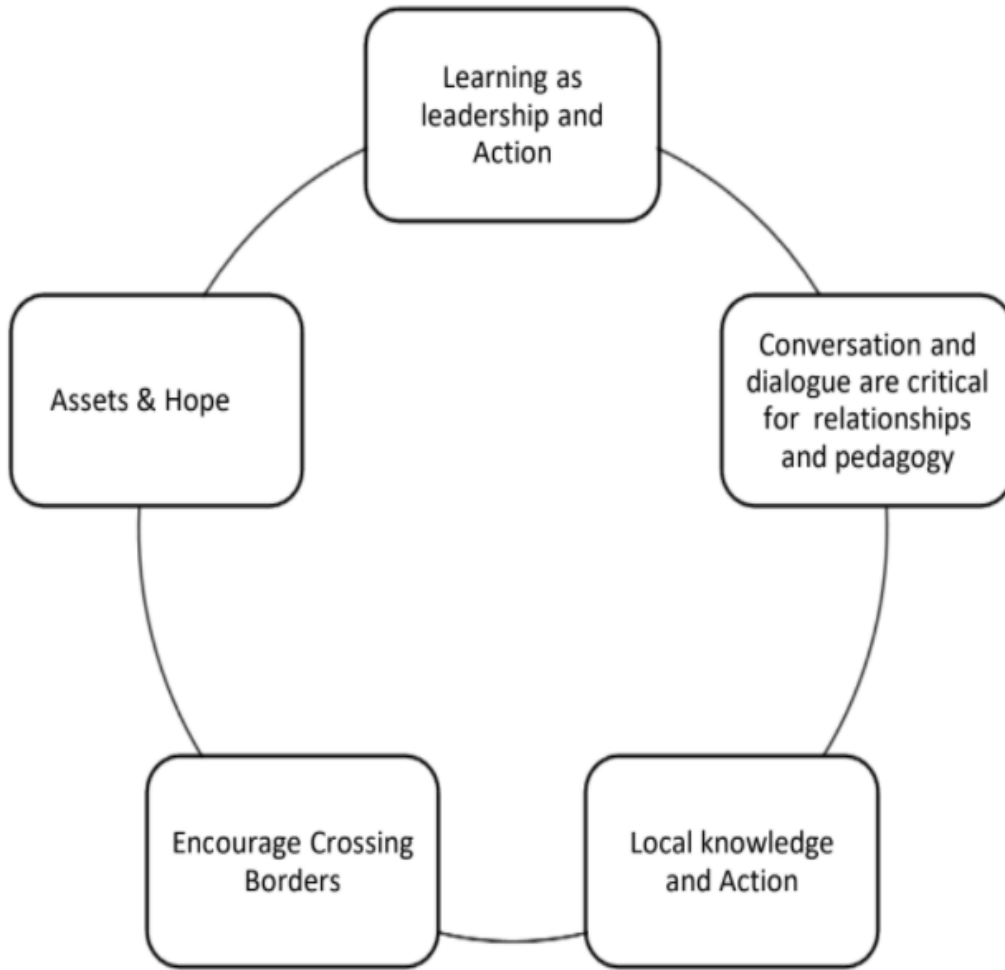 Learning as
leadership and
Action
Assets & Hope
Conversation and
dialogue are critical
for relationships
and pedagogy
Encourage Crossing
Borders
Local knowledge
and Action